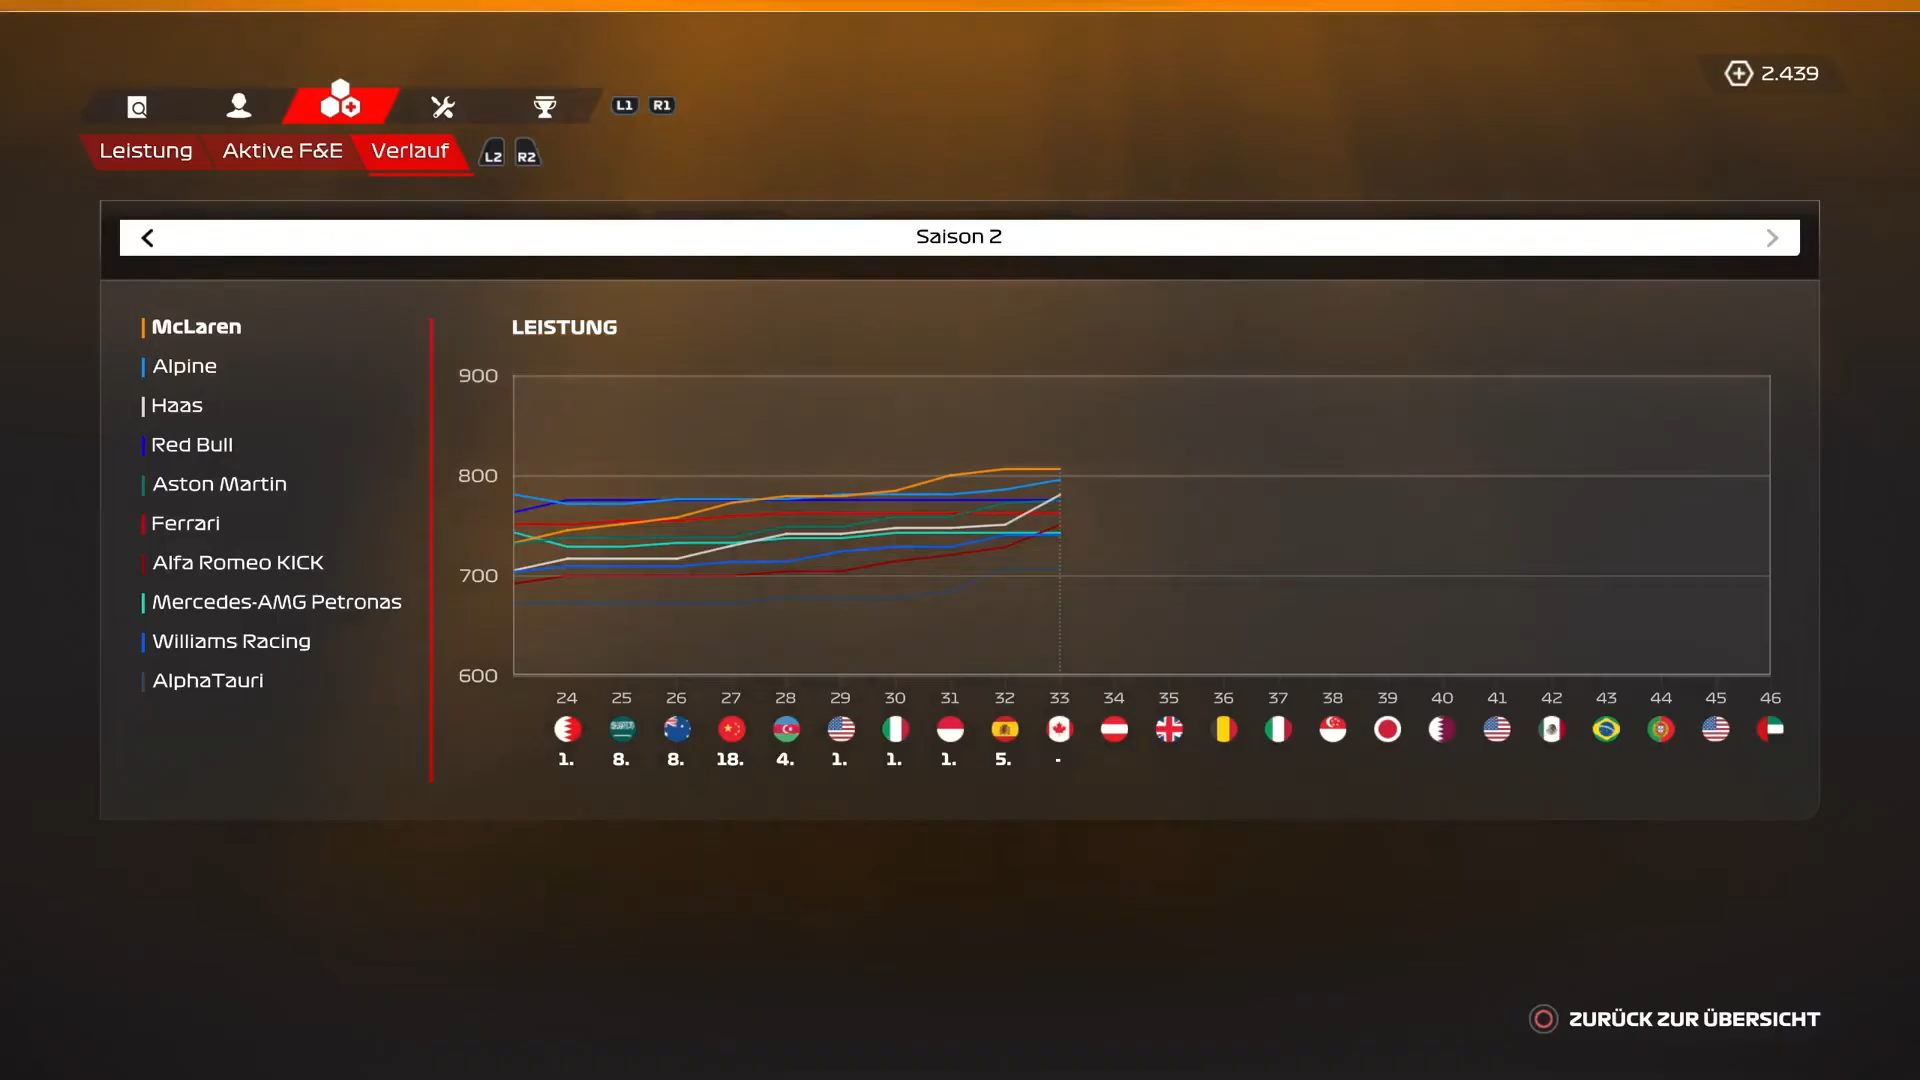 2.439
L1 R1
Leistung Aktive F&E Verlauf L2 R2
Saison 2
McLaren
Alpine
Haas
Red Bull
Aston Martin
Ferrari
Alfa Romeo KICK
Mercedes-AMG Petronas
Williams Racing
AlphaTauri
LEISTUNG
900
800
700
600
24 25 26 27 28 29 30 31 32 33 34 35 36 37 38 39 40 41 42 43 44 45 46
1. 8. 8. 18. 4. 1. 1. 1. 5. -
ZURÜCK ZUR ÜBERSICHT